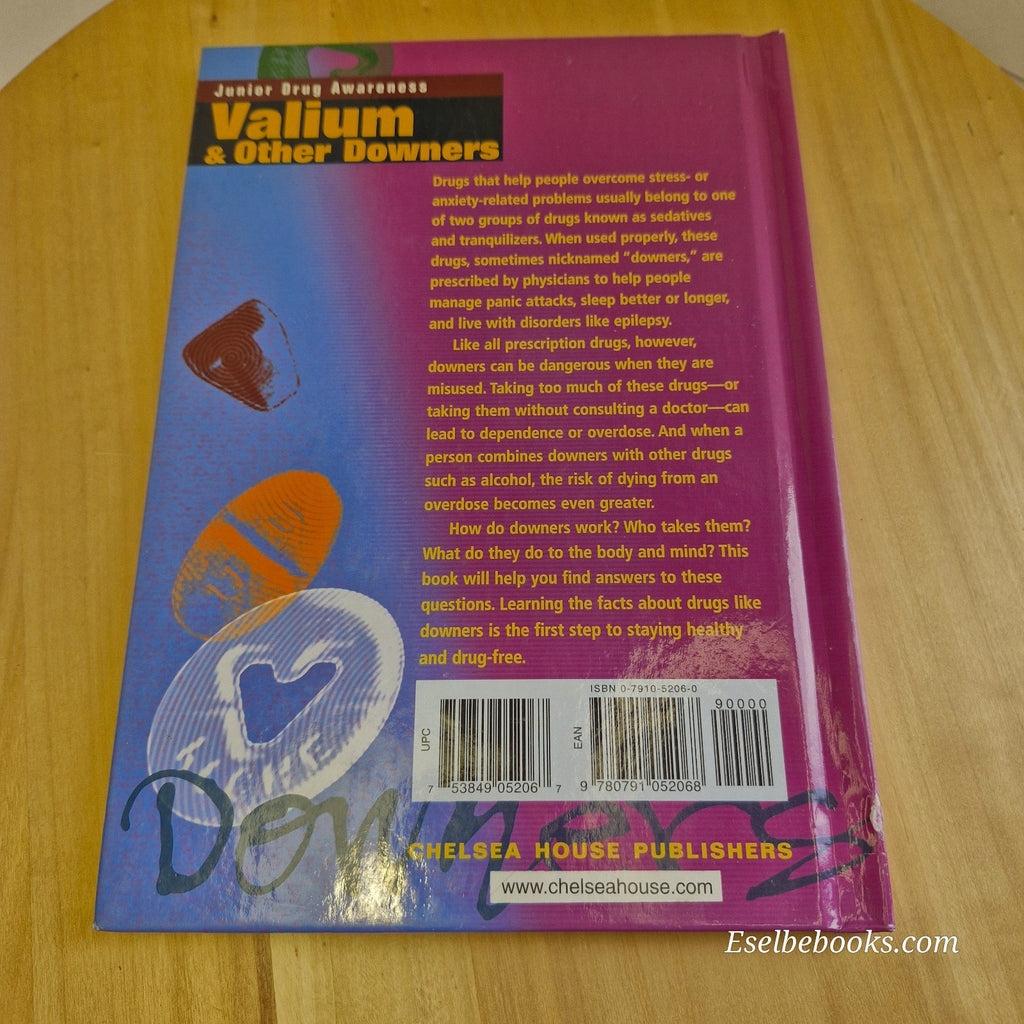 Junior Drug Awareness
Valium
& Other Downers
Drugs that help people overcome stress- or
anxiety-related problems usually belong to one
of two groups of drugs known as sedatives
and tranquilizers. When used properly, these
drugs, sometimes nicknamed "downers," are
prescribed by physicians to help people
manage panic attacks, sleep better or longer,
and live with disorders like epilepsy.
Like all prescription drugs, however,
downers can be dangerous when they are
misused. Taking too much of these drugs—or
taking them without consulting a doctor—can
lead to dependence or overdose. And when a
person combines downers with other drugs
such as alcohol, the risk of dying from an
overdose becomes even greater.
How do downers work? Who takes them?
What do they do to the body and mind? This
book will help you find answers to these
questions. Learning the facts about drugs like
downers is the first step to staying healthy
and drug-free.
ISBN 0-7910-5206-0
90000
UPC
EAN
7 53849 05206 7
9 780791 052068
Downers
CHELSEA HOUSE PUBLISHERS
www.chelseahouse.com
Eselbebooks.com